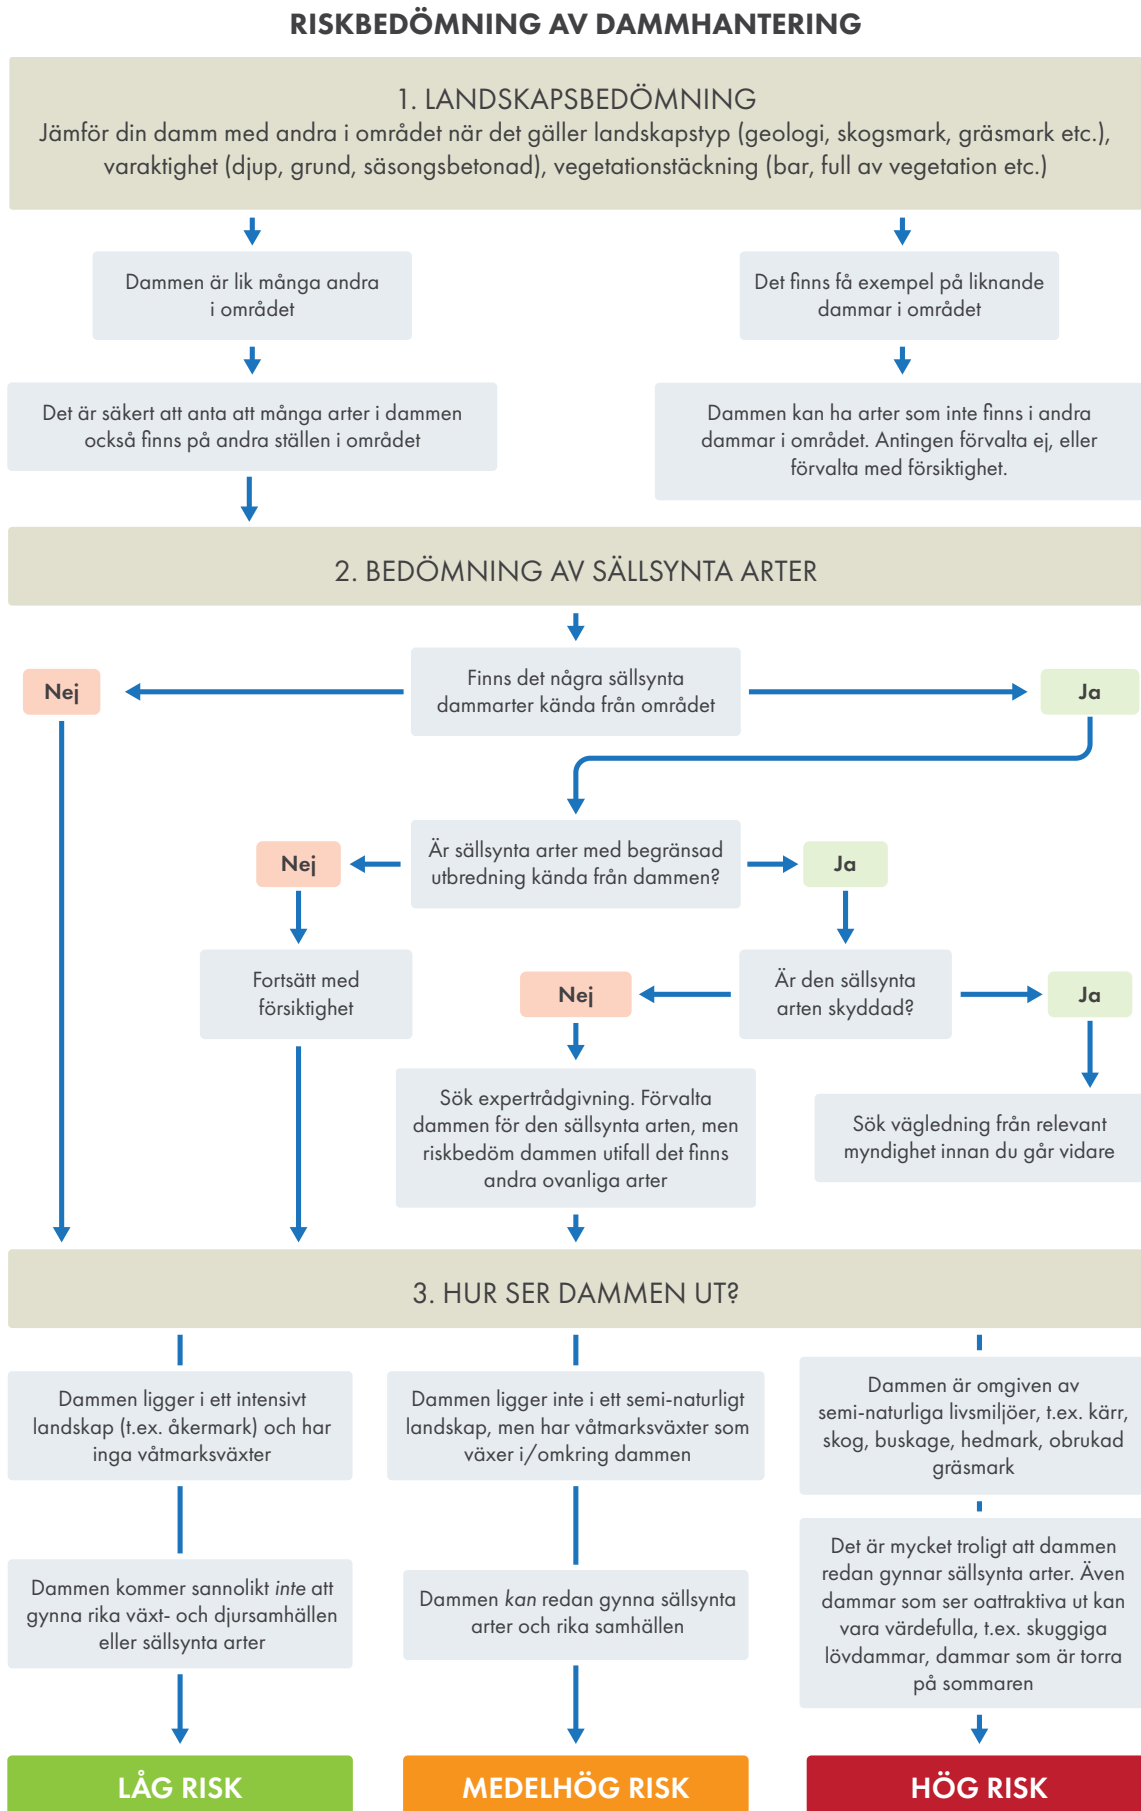 RISKBEDÖMNING AV DAMMHANTERING
1. LANDSKAPSBEDÖMNING
Jämför din damm med andra i området när det gäller landskapstyp (geologi, skogsmark, gräsmark etc.),
varaktighet (djup, grund, säsongsbetonad), vegetationstäckning (bar, full av vegetation etc.)
Dammen är lik många andra
i området
Det finns få exempel på liknande
dammar i området
Det är säkert att anta att många arter i dammen
också finns på andra ställen i området
Dammen kan ha arter som inte finns i andra
dammar i området. Antingen förvalta ej, eller
förvalta med försiktighet.
2. BEDÖMNING AV SÄLLSYNTA ARTER
Nej
Finns det några sällsynta
dammarter kända från området
Ja
Nej
Är sällsynta arter med begränsad
utbredning kända från dammen?
Ja
Fortsätt med
försiktighet
Nej
Är den sällsynta
arten skyddad?
Ja
Sök expertrådgivning. Förvalta
dammen för den sällsynta arten, men
riskbedöm dammen utifall det finns
andra ovanliga arter
Sök vägledning från relevant
myndighet innan du går vidare
3. HUR SER DAMMEN UT?
Dammen ligger i ett intensivt
landskap (t.ex. åkermark) och har
inga våtmarksväxter
Dammen ligger inte i ett semi-naturligt
landskap, men har våtmarksväxter som
växer i/omkring dammen
Dammen är omgiven av
semi-naturliga livsmiljöer, t.ex. kärr,
skog, buskage, hedmark, obrukad
gräsmark
Dammen kommer sannolikt inte att
gynna rika växt- och djursamhällen
eller sällsynta arter
Dammen kan redan gynna sällsynta
arter och rika samhällen
Det är mycket troligt att dammen
redan gynnar sällsynta arter. Även
dammar som ser oattraktiva ut kan
vara värdefulla, t.ex. skuggiga
lövdammar, dammar som är torra
på sommaren
LÅG RISK
MEDELHÖG RISK
HÖG RISK